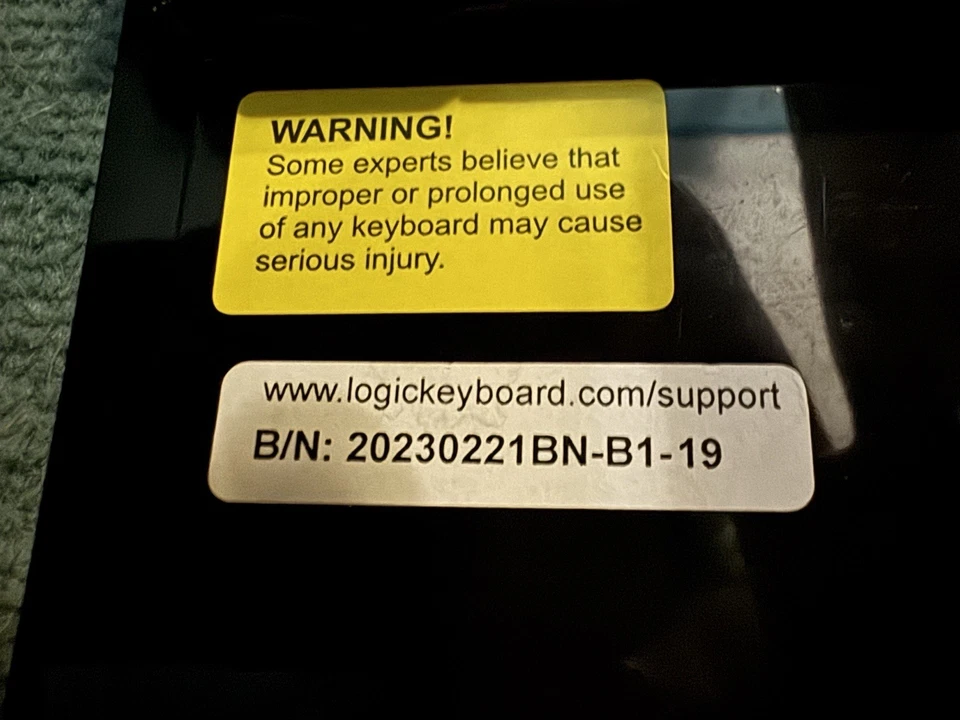 WARNING!
Some experts believe that
improper or prolonged use
of any keyboard may cause
serious injury.
www.logickeyboard.com/support
B/N: 20230221BN-B1-19